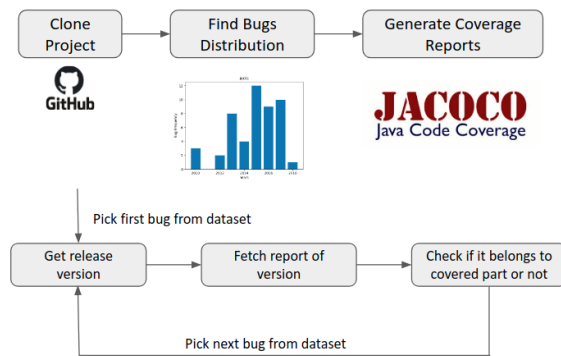 Clone
Project
Find Bugs
Distribution
Generate Coverage
Reports
GitHub
JACOCO
Java Code Coverage
Pick first bug from dataset
Get release
version
Fetch report of
version
Check if it belongs to
covered part or not
Pick next bug from dataset